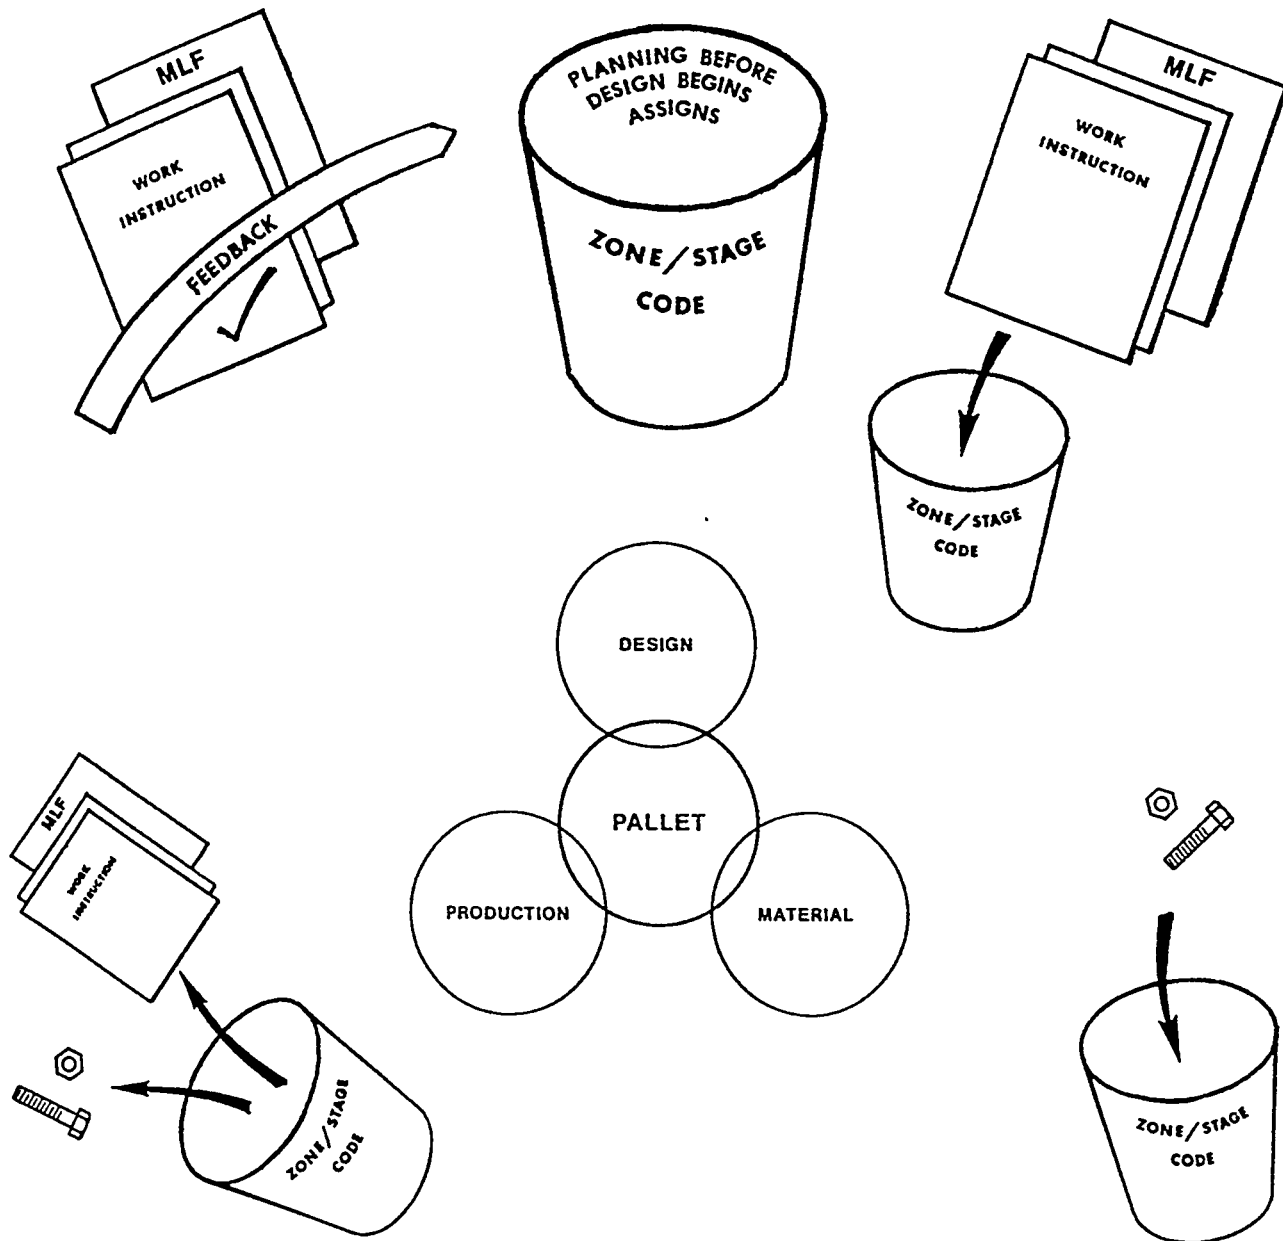 MLF
WORK
INSTRUCTION
FEEDBACK
PLANNING BEFORE
DESIGN BEGINS
ASSIGNS
ZONE/STAGE
CODE
MLF
WORK
INSTRUCTION
ZONE/STAGE
CODE
DESIGN
PALLET
PRODUCTION
MATERIAL
MLF
WORK
INSTRUCTION
ZONE/STAGE
CODE
ZONE/STAGE
CODE